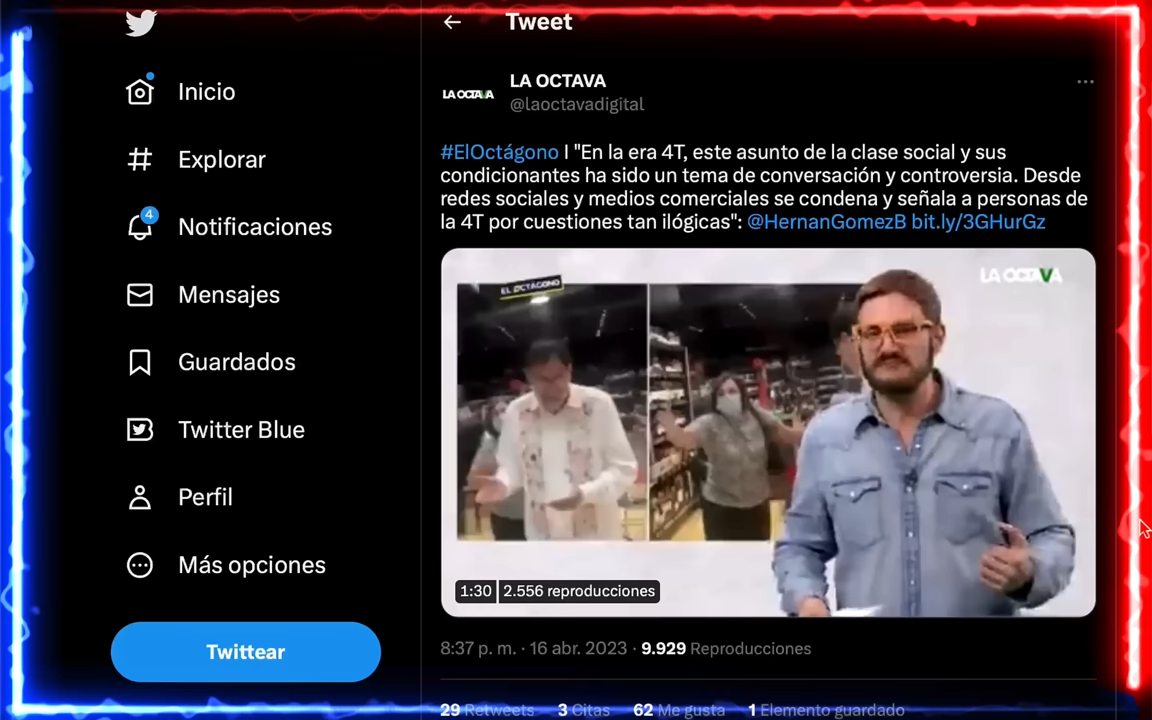 Tweet
Inicio
Explorar
4
Notificaciones
Mensajes
Guardados
Twitter Blue
Perfil
Más opciones
Twittear
LA OCTAVA
LA OCTAVA
@laoctavadigital
#ElOctágono I "En la era 4T, este asunto de la clase social y sus
condicionantes ha sido un tema de conversación y controversia. Desde
redes sociales y medios comerciales se condena y señala a personas de
la 4T por cuestiones tan ilógicas": @HernanGomezB bit.ly/3GHurGz
EL OCTÁGONO
LA OCTAVA
1:30 2.556 reproducciones
8:37 p. m. · 16 abr. 2023 · 9.929 Reproducciones
29 Retweets 3 Citas 62 Me gusta 1 Elemento guardado